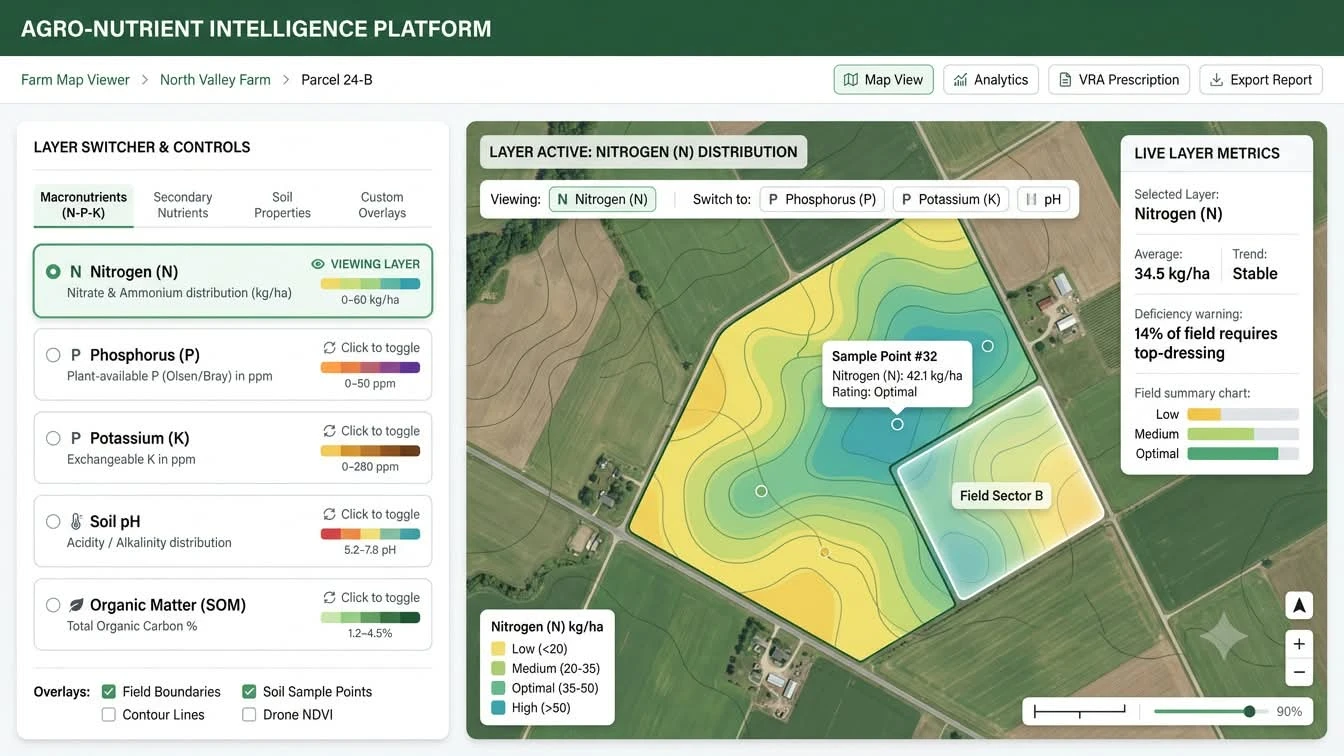 AGRO-NUTRIENT INTELLIGENCE PLATFORM
Farm Map Viewer > North Valley Farm > Parcel 24-B
Map View
Analytics
VRA Prescription
Export Report
LAYER SWITCHER & CONTROLS
Macronutrients
(N-P-K)
Secondary
Nutrients
Soil
Properties
Custom
Overlays
N Nitrogen (N)
Nitrate & Ammonium distribution (kg/ha)
VIEWING LAYER
0–60 kg/ha
P Phosphorus (P)
Plant-available P (Olsen/Bray) in ppm
Click to toggle
0–50 ppm
P Potassium (K)
Exchangeable K in ppm
Click to toggle
0–280 ppm
Soil pH
Acidity / Alkalinity distribution
Click to toggle
5.2–7.8 pH
Organic Matter (SOM)
Total Organic Carbon %
Click to toggle
1.2–4.5%
Overlays:
Field Boundaries
Soil Sample Points
Contour Lines
Drone NDVI
LAYER ACTIVE: NITROGEN (N) DISTRIBUTION
Viewing: N Nitrogen (N) Switch to: P Phosphorus (P) P Potassium (K) pH
Sample Point #32
Nitrogen (N): 42.1 kg/ha
Rating: Optimal
Field Sector B
Nitrogen (N) kg/ha
Low (<20)
Medium (20-35)
Optimal (35-50)
High (>50)
LIVE LAYER METRICS
Selected Layer:
Nitrogen (N)
Average:
34.5 kg/ha
Trend:
Stable
Deficiency warning:
14% of field requires
top-dressing
Field summary chart:
Low
Medium
Optimal
+
−
90%